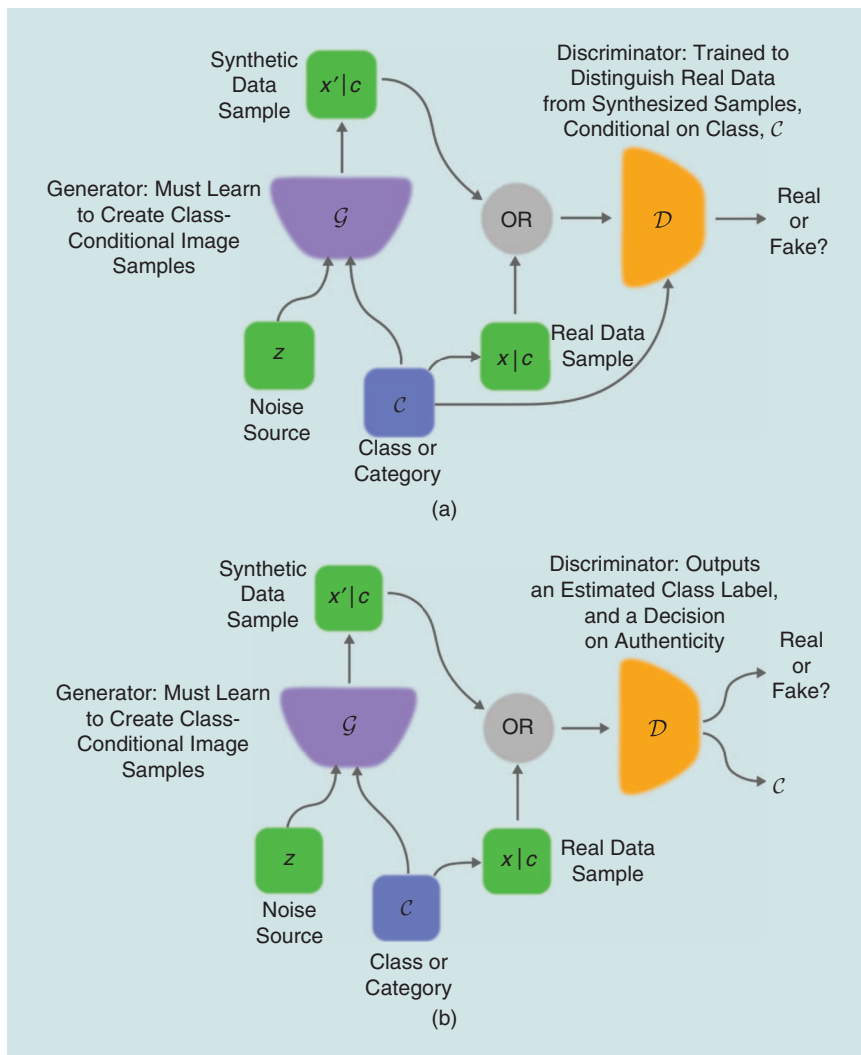 Synthetic
Data
Sample
x′|c
Discriminator: Trained to
Distinguish Real Data
from Synthesized Samples,
Conditional on Class, 𝒞
Generator: Must Learn
to Create Class-
Conditional Image
Samples
𝒢
OR
𝒟
Real
or
Fake?
z
Noise
Source
𝒞
Class or
Category
x|c
Real Data
Sample
(a)
Synthetic
Data
Sample
x′|c
Discriminator: Outputs
an Estimated Class Label,
and a Decision
on Authenticity
Generator: Must Learn
to Create Class-
Conditional Image
Samples
𝒢
OR
𝒟
Real
or
Fake?
𝒞
z
Noise
Source
𝒞
Class or
Category
x|c
Real Data
Sample
(b)